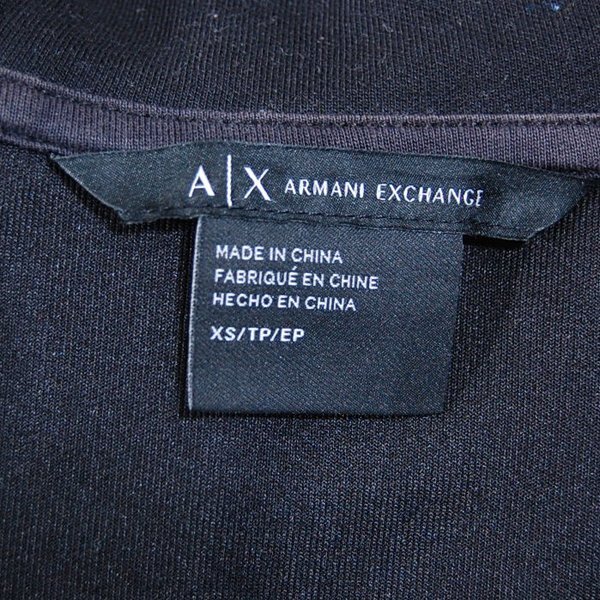 A|X ARMANI EXCHANGE
MADE IN CHINA
FABRIQUÉ EN CHINE
HECHO EN CHINA
XS/TP/EP